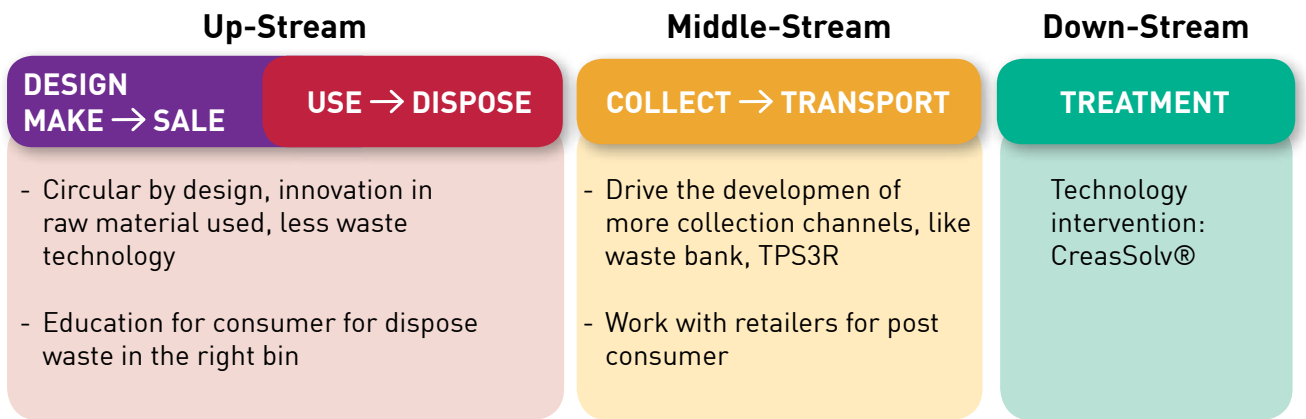 Up-Stream
Middle-Stream
Down-Stream
DESIGN
MAKE → SALE
USE → DISPOSE
COLLECT → TRANSPORT
TREATMENT
- Circular by design, innovation in
raw material used, less waste
technology
- Education for consumer for dispose
waste in the right bin
- Drive the developmen of
more collection channels, like
waste bank, TPS3R
- Work with retailers for post
consumer
Technology
intervention:
CreasSolv®